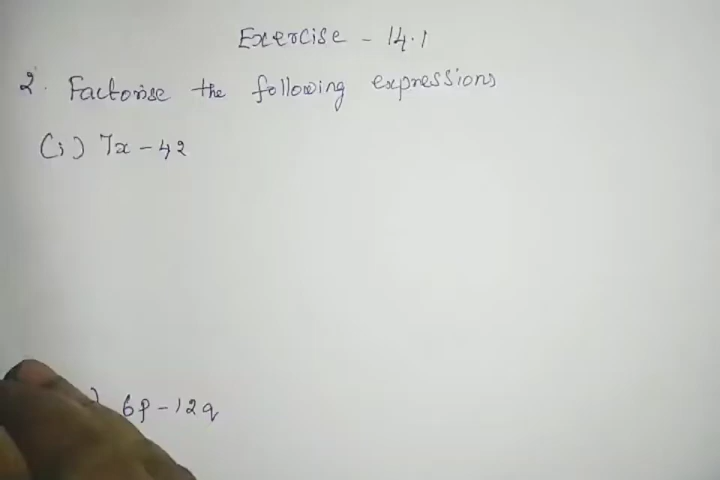 Exercise - 14.1
2. Factorise the following expressions
(i) 7x - 42
) 6p - 12q